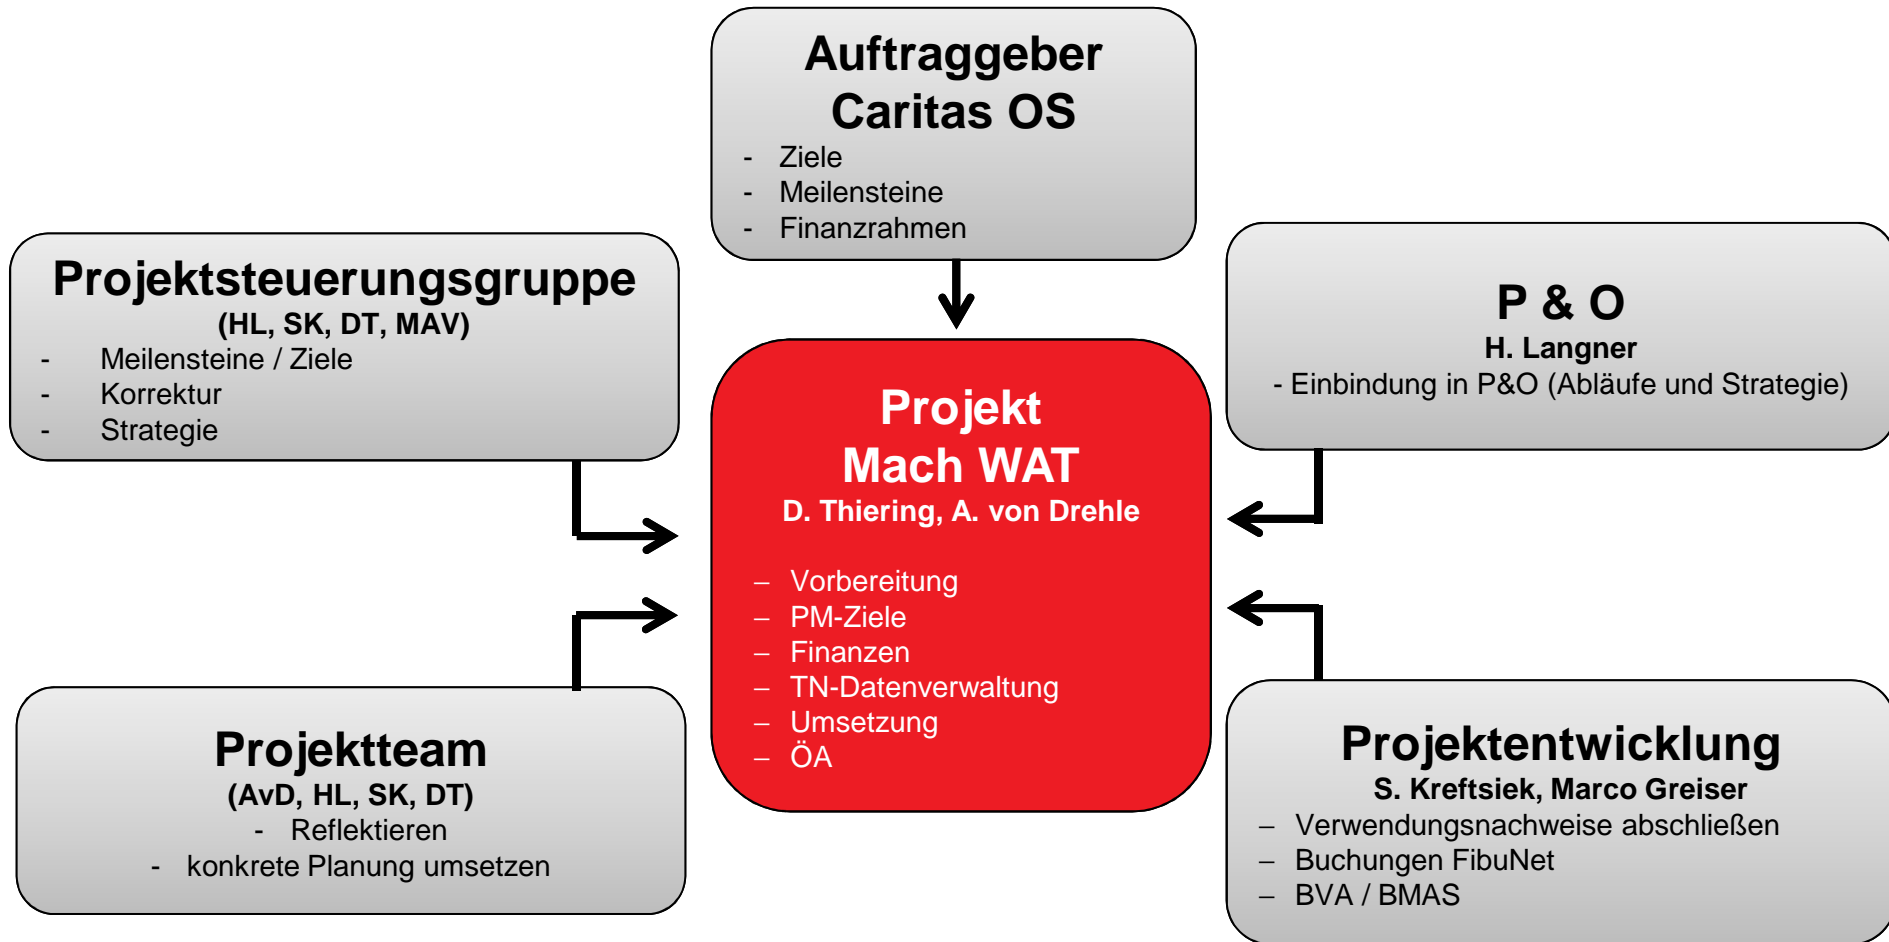 Auftraggeber
Caritas OS
- Ziele
- Meilensteine
- Finanzrahmen
Projektsteuerungsgruppe
(HL, SK, DT, MAV)
- Meilensteine / Ziele
- Korrektur
- Strategie
P & O
H. Langner
- Einbindung in P&O (Abläufe und Strategie)
Projekt
Mach WAT
D. Thiering, A. von Drehle
– Vorbereitung
– PM-Ziele
– Finanzen
– TN-Datenverwaltung
– Umsetzung
– ÖA
Projektteam
(AvD, HL, SK, DT)
- Reflektieren
- konkrete Planung umsetzen
Projektentwicklung
S. Kreftsiek, Marco Greiser
– Verwendungsnachweise abschließen
– Buchungen FibuNet
– BVA / BMAS